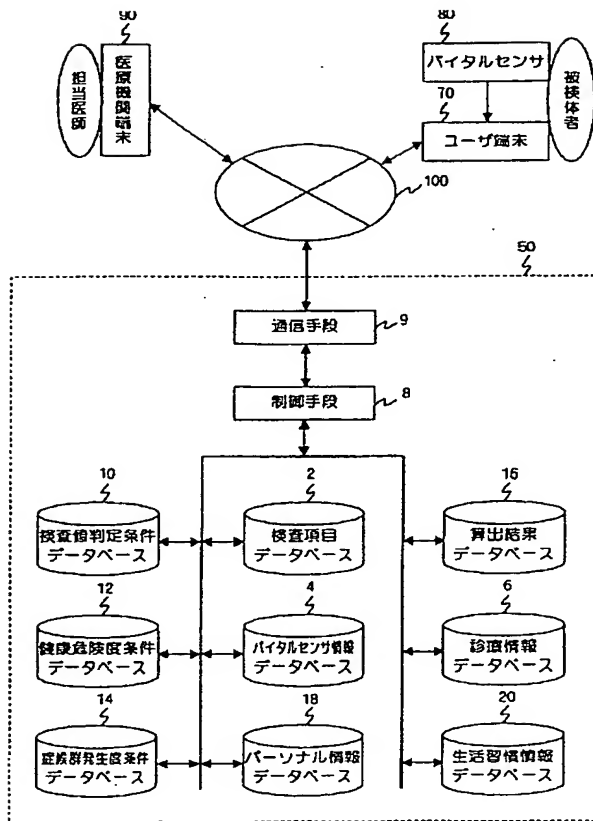 90
担当医師
医療機関端末
80
バイタルセンサ
70
ユーザ端末
被検体者
100
50
通信手段
9
制御手段
8
10
検査値判定条件
データベース
2
検査項目
データベース
16
算出結果
データベース
12
健康危険度条件
データベース
4
バイタルセンサ情報
データベース
6
診療情報
データベース
14
症候群発生度条件
データベース
18
パーソナル情報
データベース
20
生活習慣情報
データベース